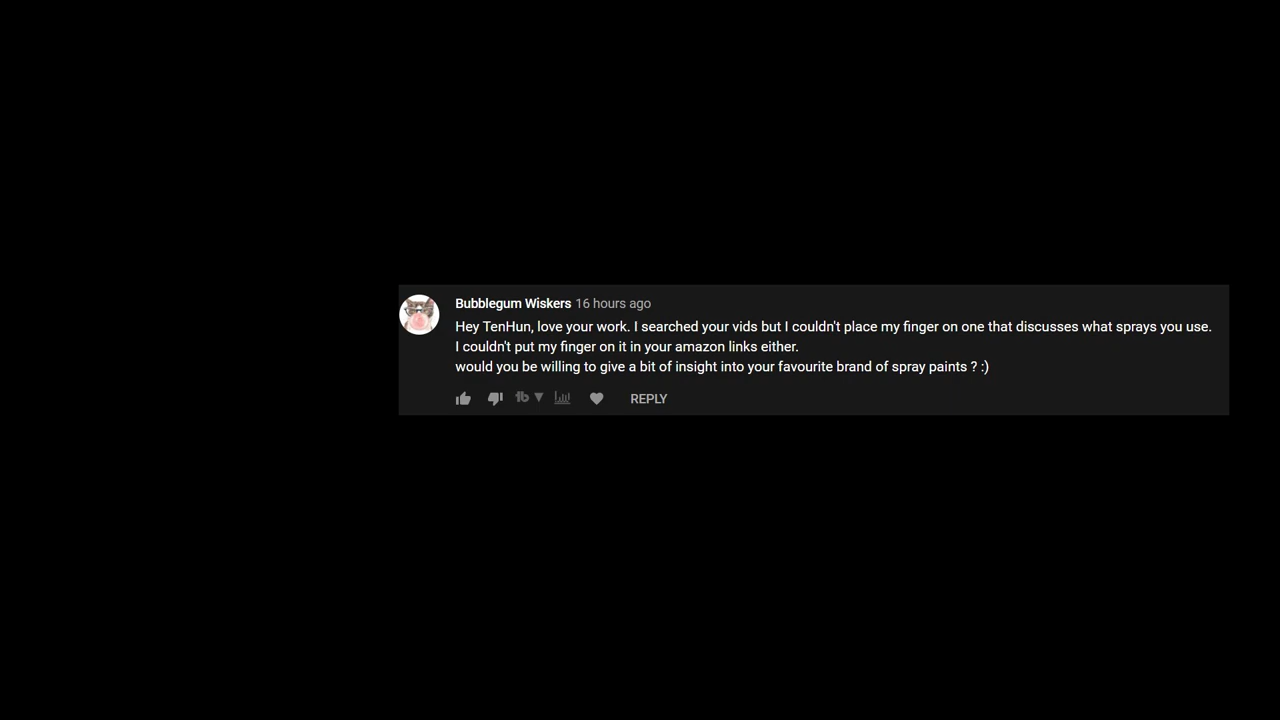 Bubblegum Wiskers 16 hours ago
Hey TenHun, love your work. I searched your vids but I couldn't place my finger on one that discusses what sprays you use.
I couldn't put my finger on it in your amazon links either.
would you be willing to give a bit of insight into your favourite brand of spray paints ? :)
REPLY